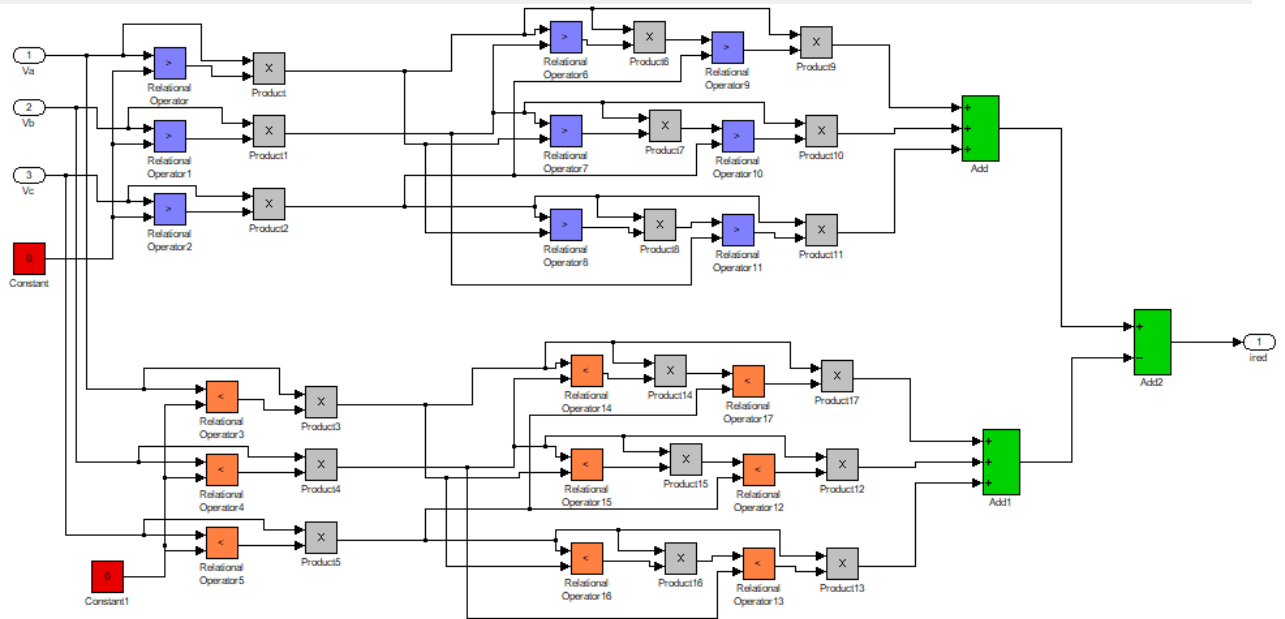 1
Va
>
Relational
Operator
X
Product
2
Vb
>
Relational
Operator1
X
Product1
3
Vc
>
Relational
Operator2
X
Product2
0
Constant
>
Relational
Operator6
X
Product6
>
Relational
Operator9
X
Product9
>
Relational
Operator7
X
Product7
>
Relational
Operator10
X
Product10
>
Relational
Operator8
X
Product8
>
Relational
Operator11
X
Product11
+
+
+
Add
<
Relational
Operator3
X
Product3
<
Relational
Operator4
X
Product4
<
Relational
Operator5
X
Product5
0
Constant1
<
Relational
Operator14
X
Product14
<
Relational
Operator17
X
Product17
<
Relational
Operator15
X
Product15
<
Relational
Operator12
X
Product12
<
Relational
Operator16
X
Product16
<
Relational
Operator13
X
Product13
+
+
+
Add1
+
−
Add2
1
ired